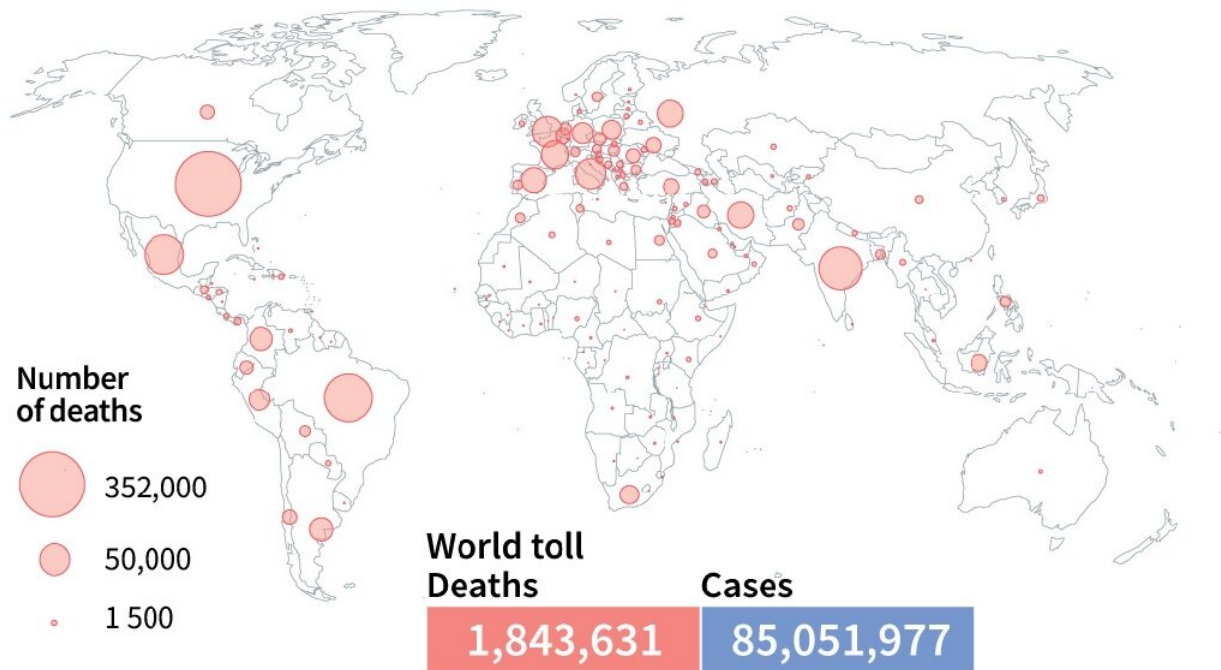 Number
of deaths
352,000
50,000
1 500
World toll
Deaths
Cases
1,843,631
85,051,977